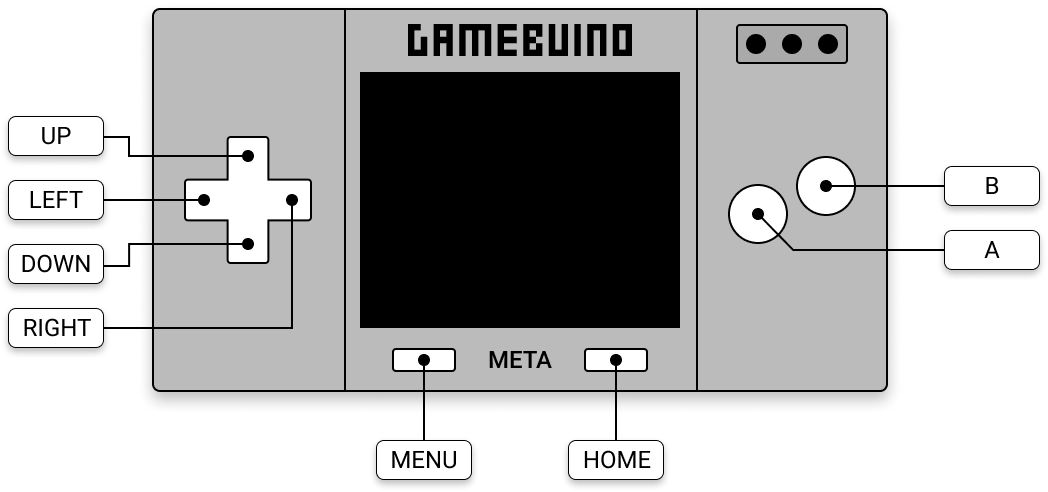 GAMEBUINO
UP
LEFT
DOWN
RIGHT
B
A
META
MENU
HOME